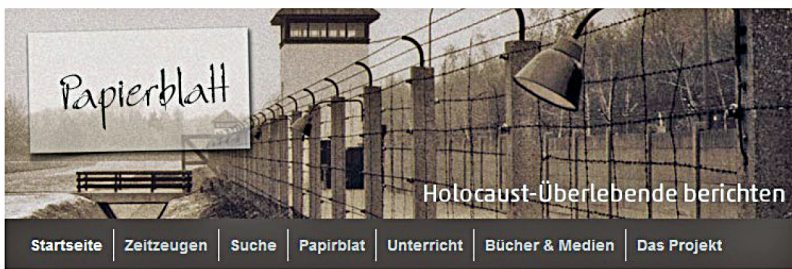 Papierblatt
Holocaust-Überlebende berichten
Startseite Zeitzeugen Suche Papirblat Unterricht Bücher & Medien Das Projekt